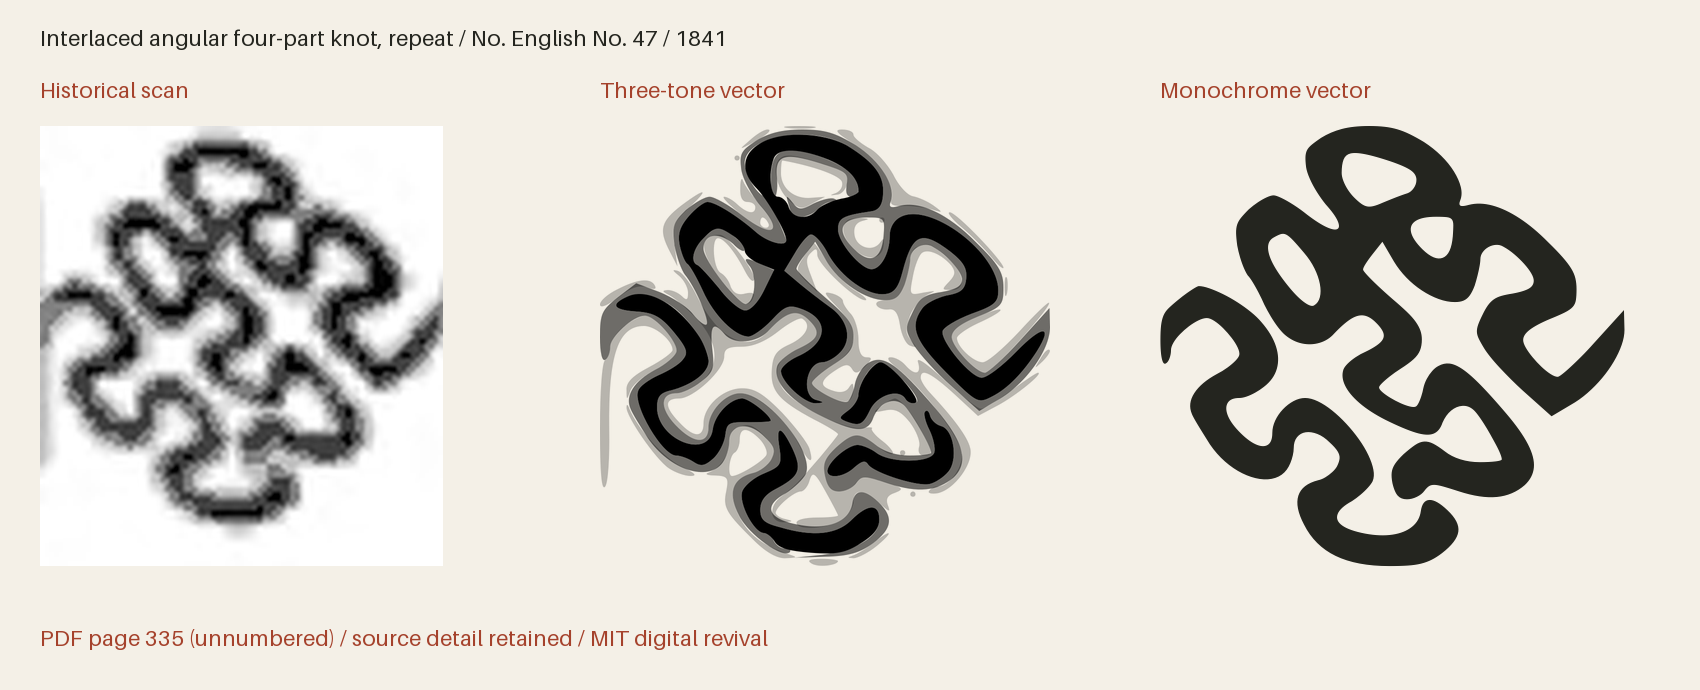 Interlaced angular four-part knot, repeat / No. English No. 47 / 1841
Historical scan
Three-tone vector
Monochrome vector
PDF page 335 (unnumbered) / source detail retained / MIT digital revival